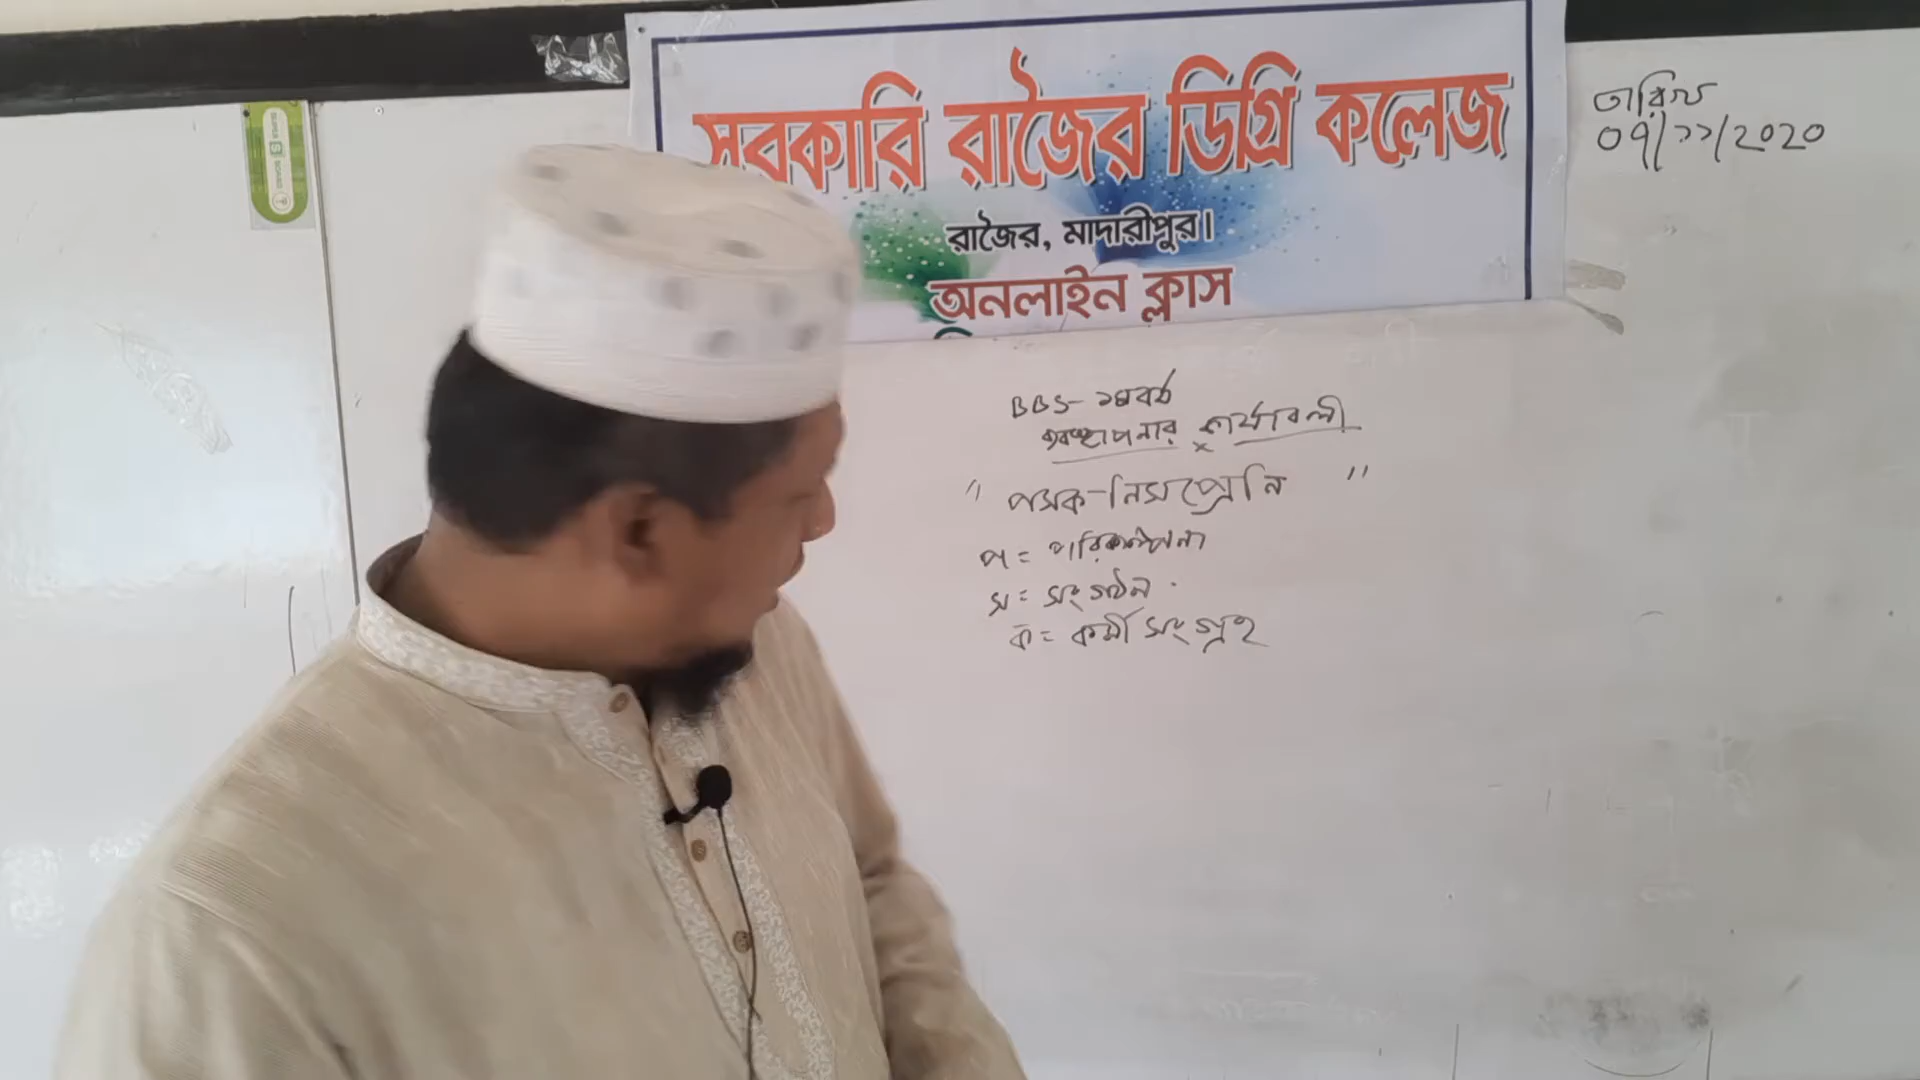 সরকারি রাজৈর ডিগ্রি কলেজ
রাজৈর, মাদারীপুর।
অনলাইন ক্লাস
তারিখ
০৭/১১/২০২০
BBS- ১মবর্ষ
ব্যবস্থাপনার কার্যাবলী
" পসক-নিসপ্রেনি "
প = পরিকল্পনা
স = সংগঠন
ক = কর্মী সংগ্রহ